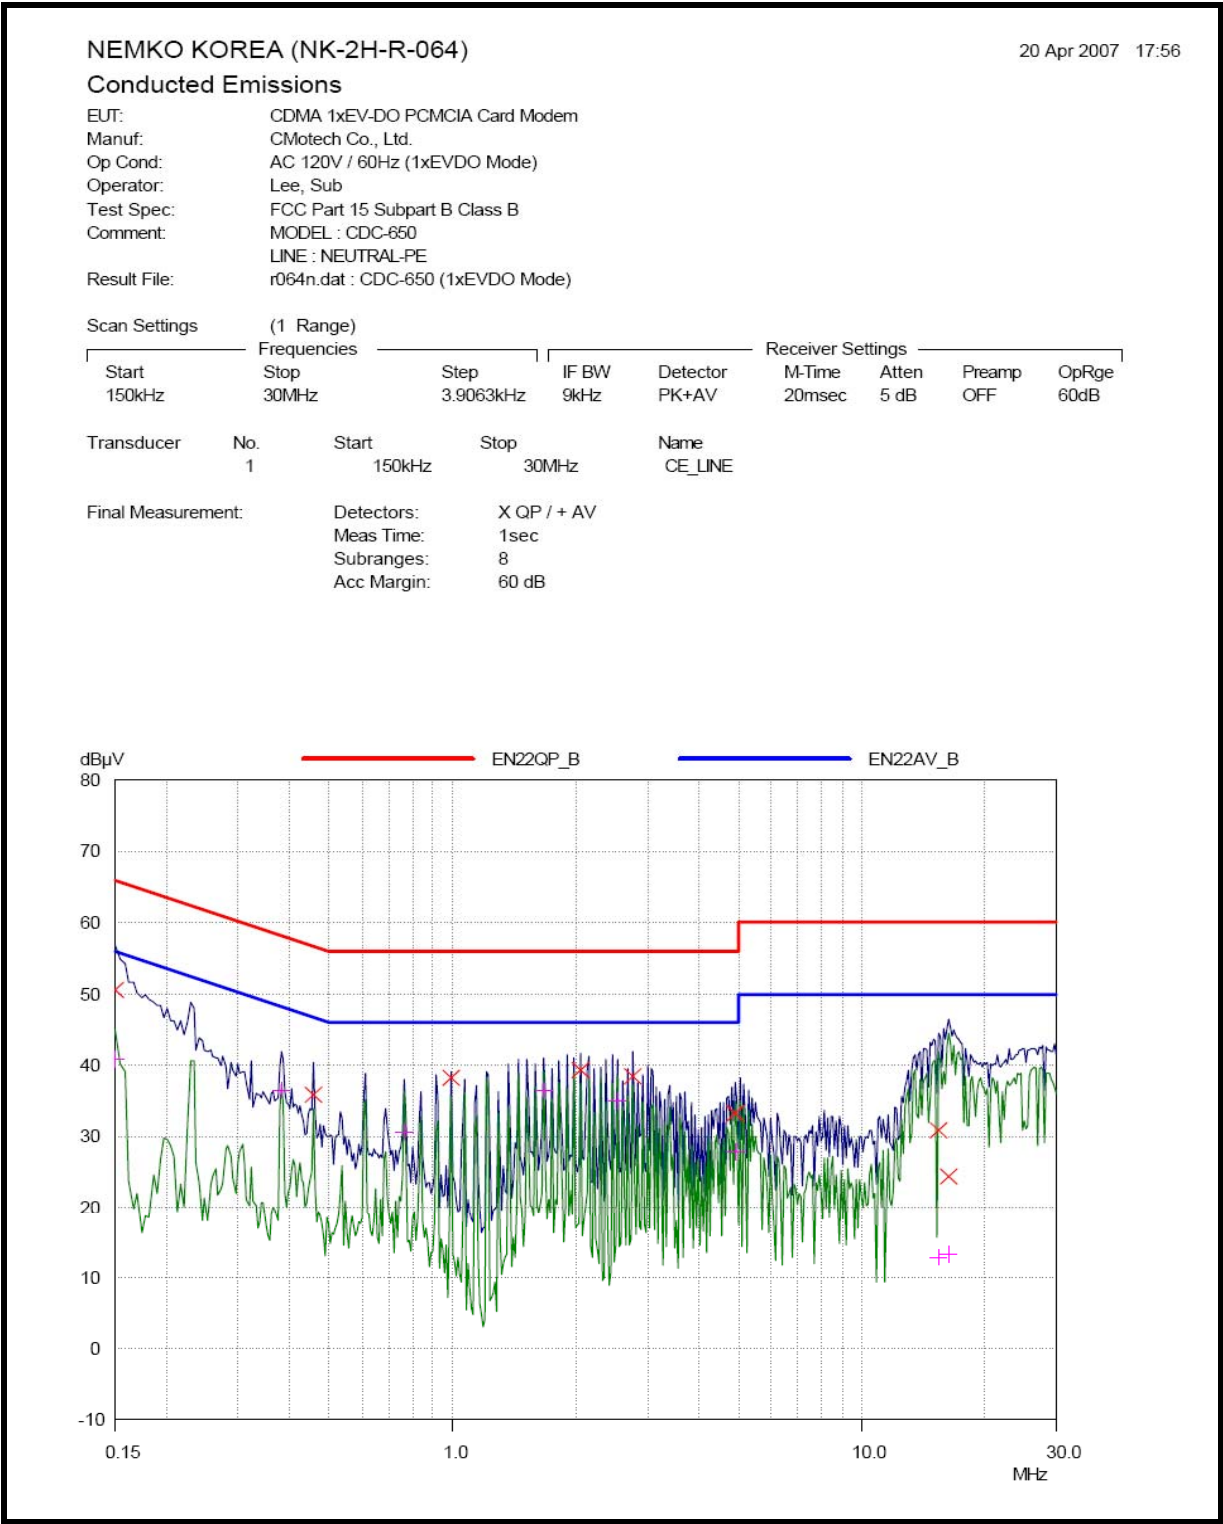 NEMKO KOREA (NK-2H-R-064) 20 Apr 2007 17:56
Conducted Emissions
EUT: CDMA 1xEV-DO PCMCIA Card Modem
Manuf: CMotech Co., Ltd.
Op Cond: AC 120V / 60Hz (1xEVDO Mode)
Operator: Lee, Sub
Test Spec: FCC Part 15 Subpart B Class B
Comment: MODEL : CDC-650
LINE : NEUTRAL-PE
Result File: r064n.dat : CDC-650 (1xEVDO Mode)
Scan Settings (1 Range)
Frequencies Receiver Settings
Start Stop Step IF BW Detector M-Time Atten Preamp OpRge
150kHz 30MHz 3.9063kHz 9kHz PK+AV 20msec 5 dB OFF 60dB
Transducer No. Start Stop Name
1 150kHz 30MHz CE_LINE
Final Measurement: Detectors: X QP / + AV
Meas Time: 1sec
Subranges: 8
Acc Margin: 60 dB
dBµV EN22QP_B EN22AV_B
80
70
60
50
40
30
20
10
0
-10
0.15 1.0 10.0 30.0
MHz